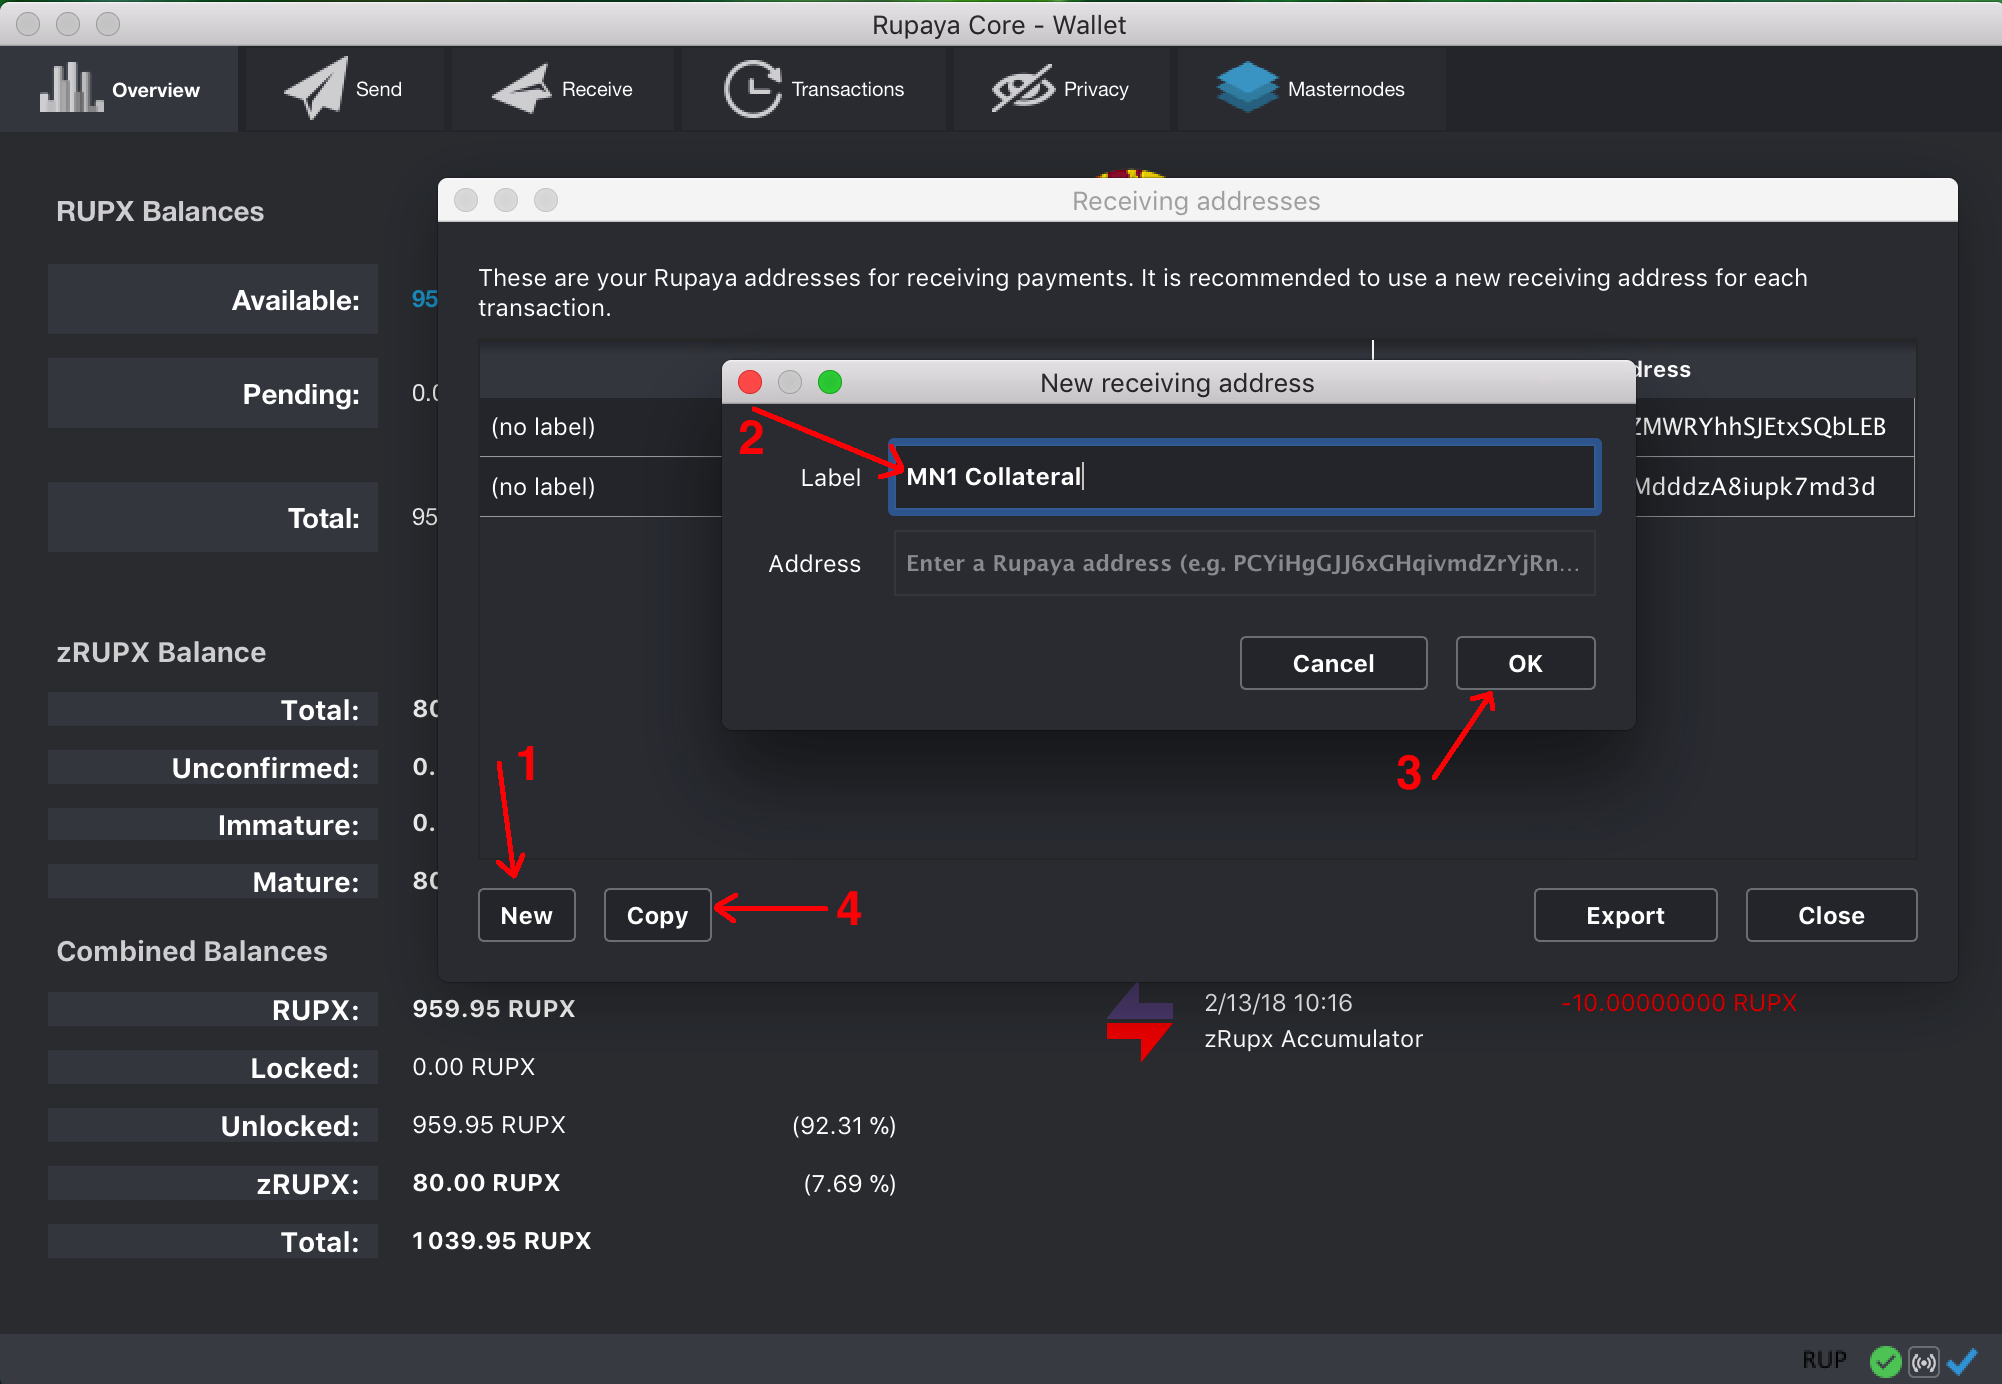 Rupaya Core - Wallet
Overview
Send
Receive
Transactions
Privacy
Masternodes
RUPX Balances
Available:
95
Pending:
Total:
95
zRUPX Balance
Total:
80
Unconfirmed:
0.
Immature:
0.
Mature:
80
Combined Balances
RUPX: 959.95 RUPX
Locked: 0.00 RUPX
Unlocked: 959.95 RUPX (92.31 %)
zRUPX: 80.00 RUPX (7.69 %)
Total: 1039.95 RUPX
Receiving addresses
These are your Rupaya addresses for receiving payments. It is recommended to use a new receiving address for each
transaction.
dress
(no label)
ZMWRYhhSJEtxSQbLEB
(no label)
MdddzA8iupk7md3d
New receiving address
2
Label
MN1 Collateral
Address
Enter a Rupaya address (e.g. PCYiHgGJJ6xGHqivmdZrYjRn...
Cancel
OK
1
3
New
Copy
4
Export
Close
2/13/18 10:16
-10.00000000 RUPX
zRupx Accumulator
RUP